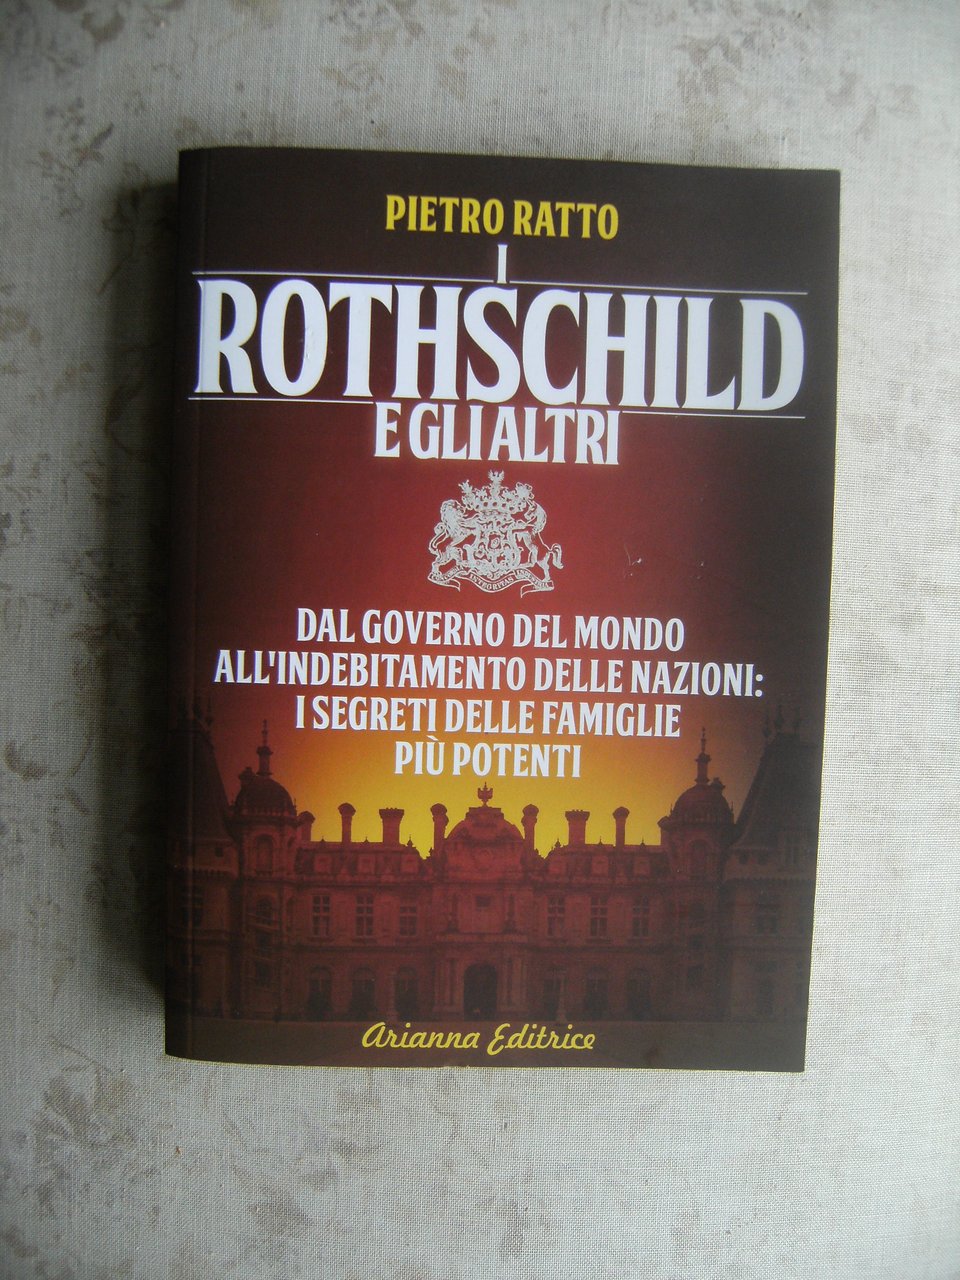 PIETRO RATTO
I
ROTHSCHILD
E GLI ALTRI
INTEGRITAS
DAL GOVERNO DEL MONDO
ALL'INDEBITAMENTO DELLE NAZIONI:
I SEGRETI DELLE FAMIGLIE
PIÙ POTENTI
Arianna Editrice